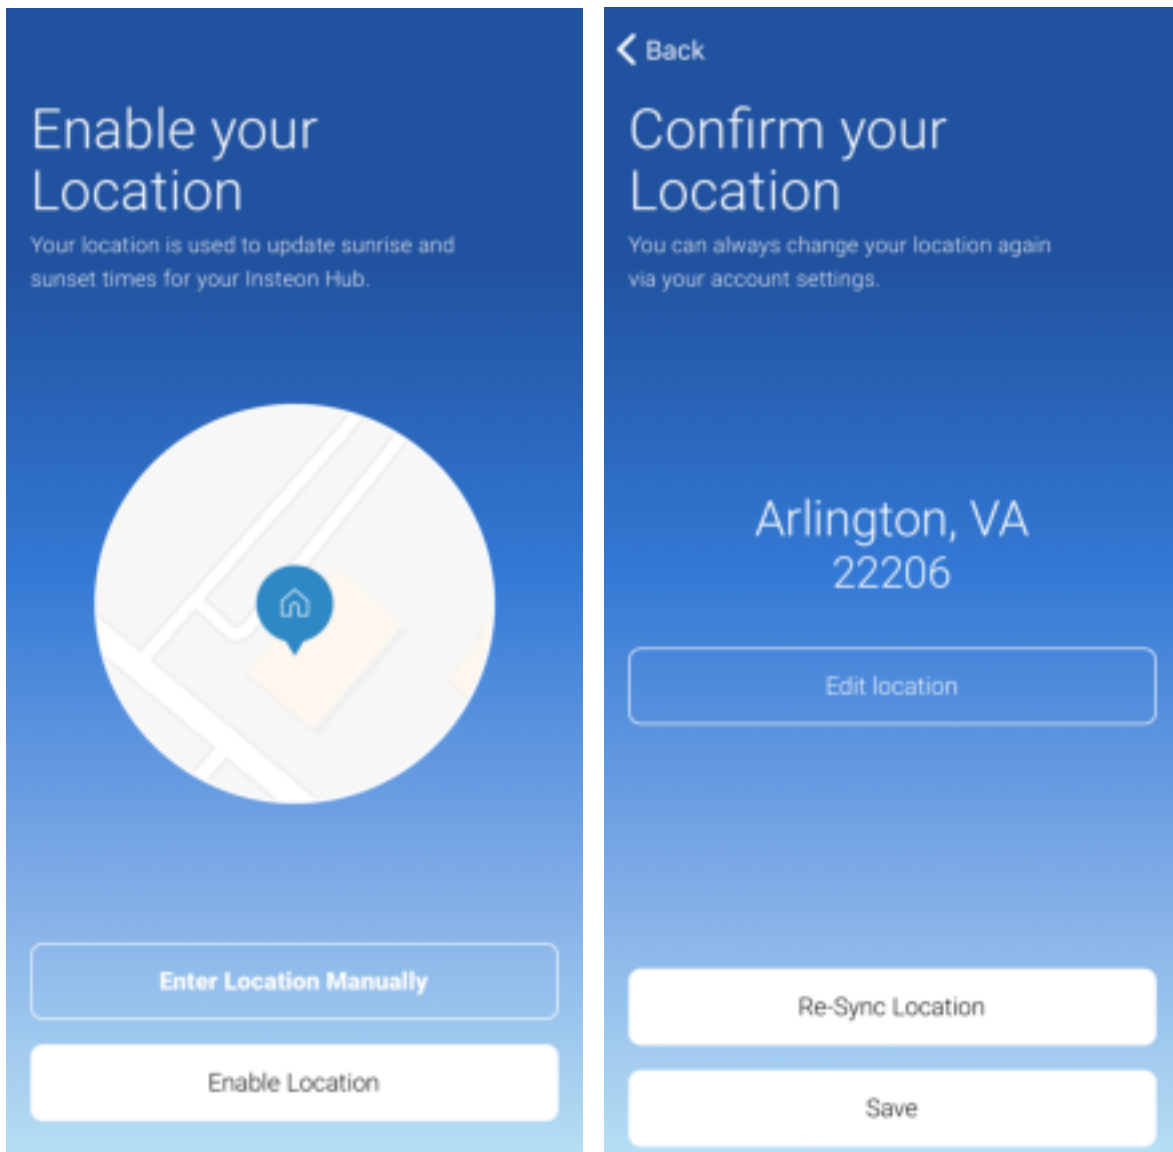 Enable your
Location
Your location is used to update sunrise and
sunset times for your Insteon Hub.
Enter Location Manually
Enable Location
Back
Confirm your
Location
You can always change your location again
via your account settings.
Arlington, VA
22206
Edit location
Re-Sync Location
Save